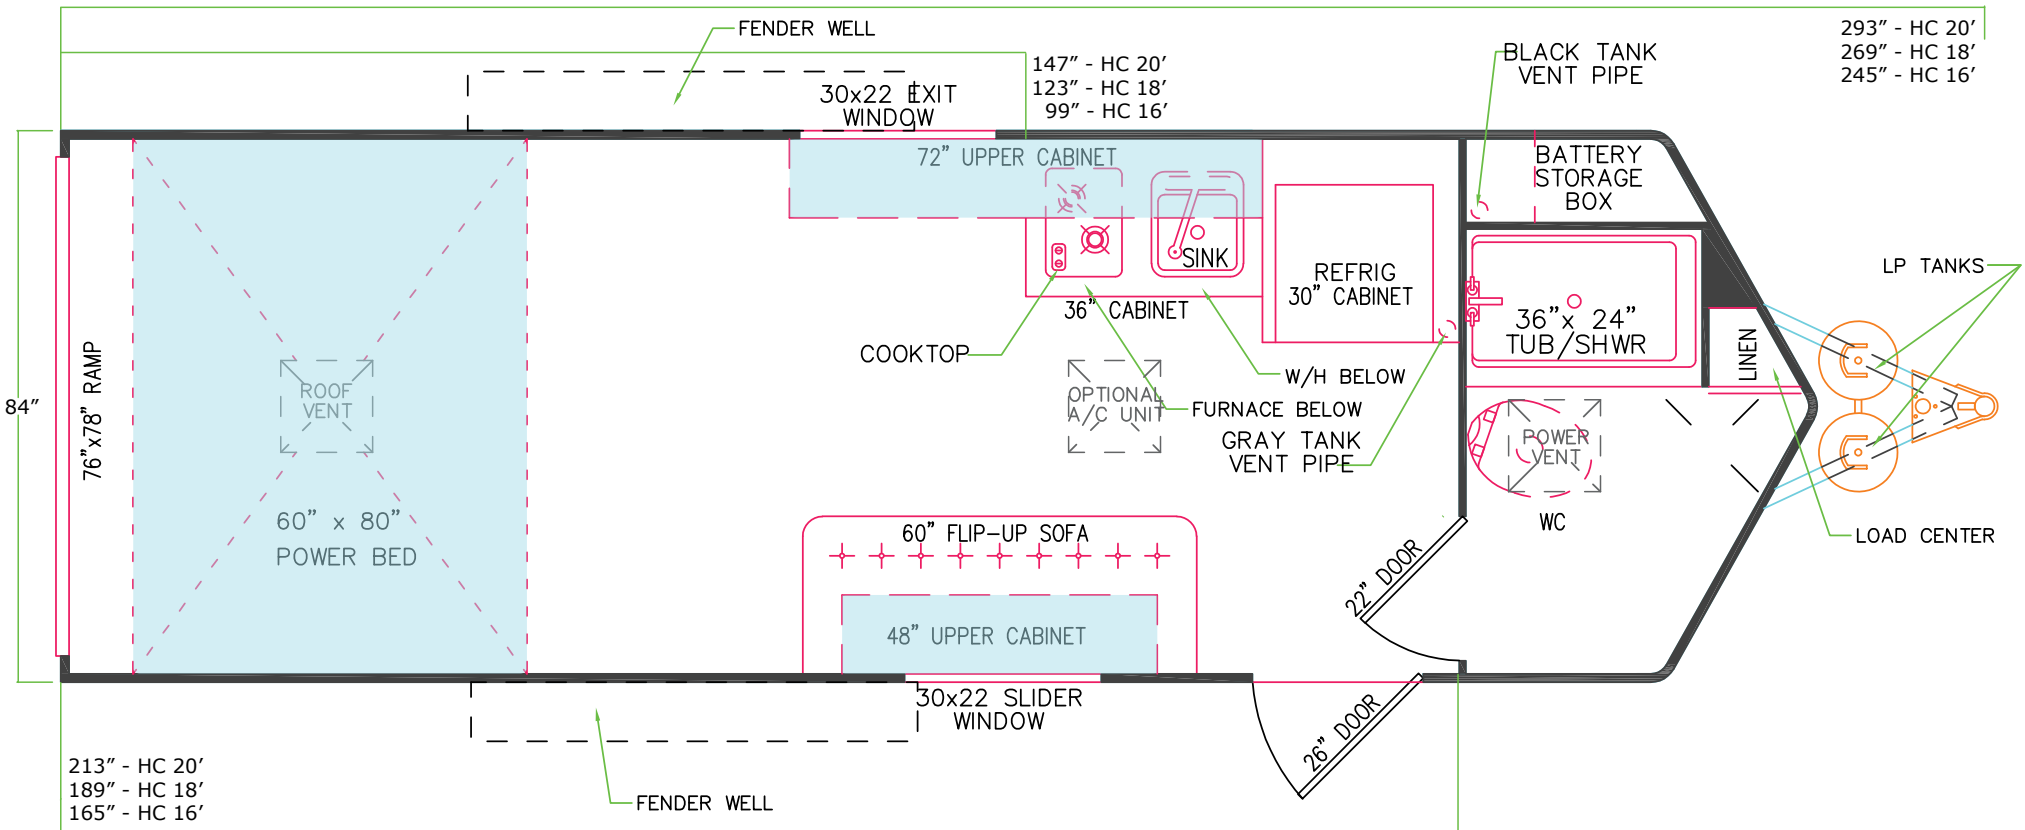 FENDER WELL
293” - HC 20’
269” - HC 18’
245” - HC 16’
147” - HC 20’
123” - HC 18’
99” - HC 16’
BLACK TANK
VENT PIPE
30x22 EXIT
WINDOW
72” UPPER CABINET
BATTERY
STORAGE
BOX
SINK
REFRIG
30” CABINET
LP TANKS
36” CABINET
36”x 24”
TUB/SHWR
LINEN
COOKTOP
W/H BELOW
76”x78” RAMP
84”
ROOF
VENT
OPTIONAL
A/C UNIT
FURNACE BELOW
GRAY TANK
VENT PIPE
POWER
VENT
60” x 80”
POWER BED
60” FLIP-UP SOFA
WC
LOAD CENTER
22” DOOR
48” UPPER CABINET
30x22 SLIDER
WINDOW
26” DOOR
213” - HC 20’
189” - HC 18’
165” - HC 16’
FENDER WELL